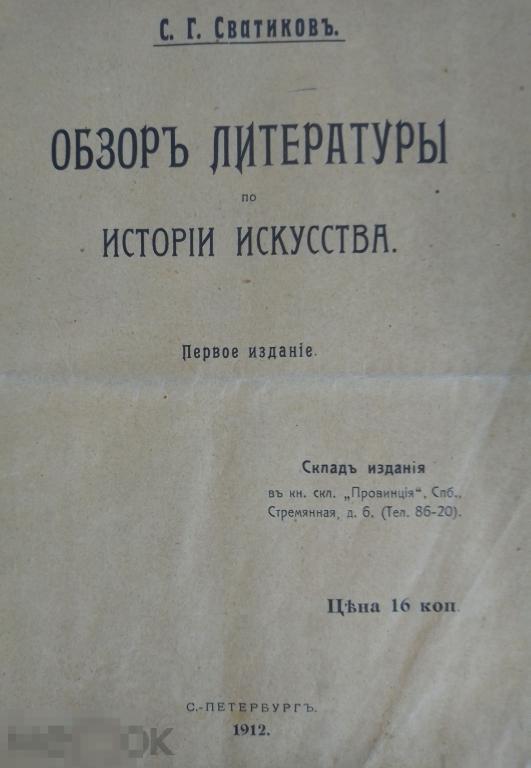 С. Г. Сватиковъ.
ОБЗОРЪ ЛИТЕРАТУРЫ
ПО
ИСТОРІИ ИСКУССТВА.
Первое изданіе.
Складъ изданія
въ кн. скл. „Провинція“, Спб.,
Стремянная, д. 6. (Тел. 86-20).
Цѣна 16 коп.
С.-ПЕТЕРБУРГЪ.
1912.